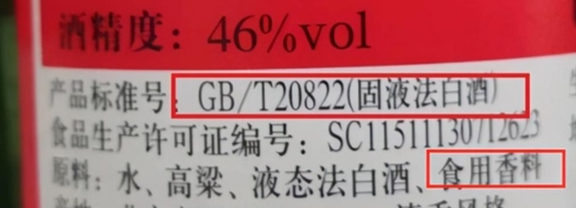 酒精度：46%vol
产品标准号：GB/T20822(固液法白酒)
食品生产许可证编号：SC11511130712623
原料：水、高粱、液态法白酒、食用香料